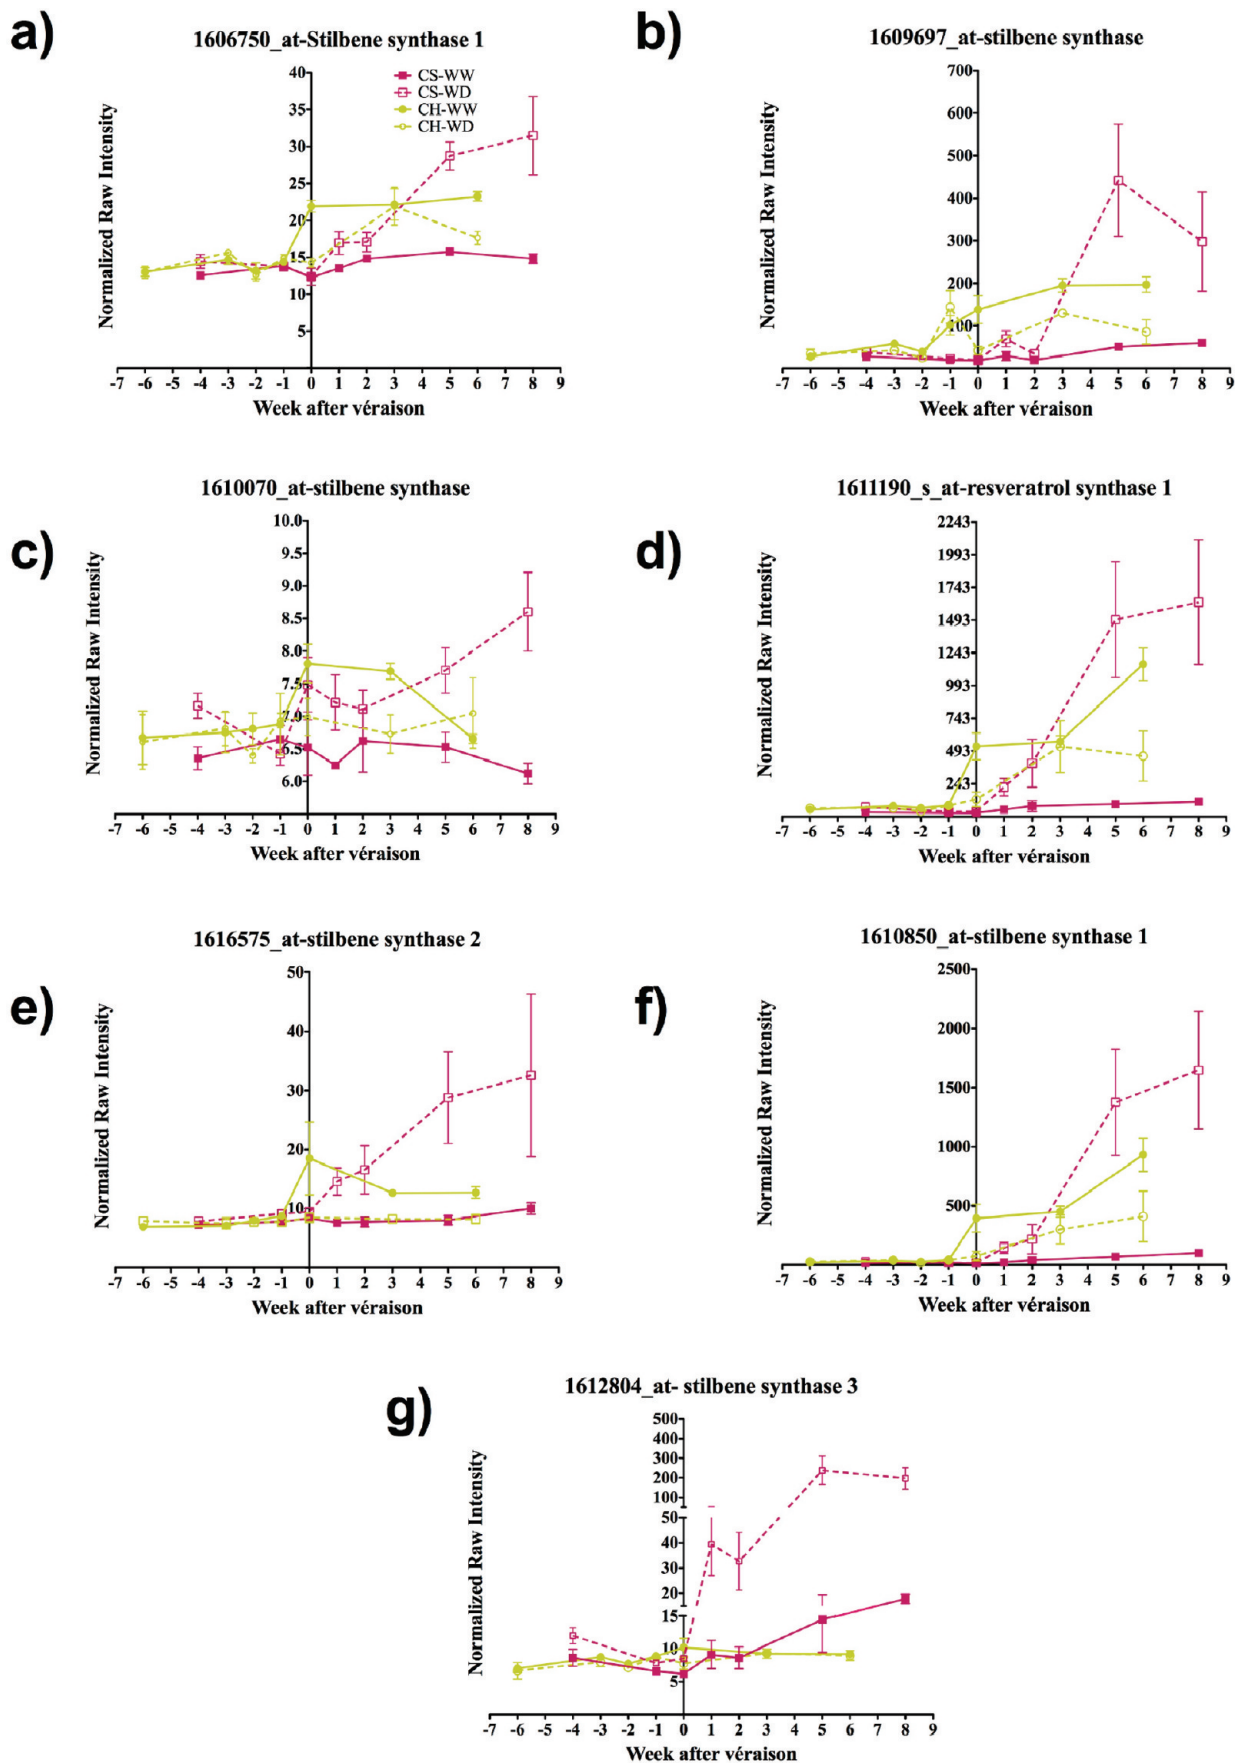 a)
1606750_at-Stilbene synthase 1
Normalized Raw Intensity
40
35
30
25
20
15
10
5
CS-WW
CS-WD
CH-WW
CH-WD
-7 -6 -5 -4 -3 -2 -1 0 1 2 3 4 5 6 7 8 9
Week after véraison
b)
1609697_at-stilbene synthase
Normalized Raw Intensity
700
600
500
400
300
200
100
-7 -6 -5 -4 -3 -2 -1 0 1 2 3 4 5 6 7 8 9
Week after véraison
c)
1610070_at-stilbene synthase
Normalized Raw Intensity
10.0
9.5
9.0
8.5
8.0
7.5
7.0
6.5
6.0
-7 -6 -5 -4 -3 -2 -1 0 1 2 3 4 5 6 7 8 9
Week after véraison
d)
1611190_s_at-resveratrol synthase 1
Normalized Raw Intensity
2243
1993
1743
1493
1243
993
743
493
243
-7 -6 -5 -4 -3 -2 -1 0 1 2 3 4 5 6 7 8 9
Week after véraison
e)
1616575_at-stilbene synthase 2
Normalized Raw Intensity
50
40
30
20
10
-7 -6 -5 -4 -3 -2 -1 0 1 2 3 4 5 6 7 8 9
Week after véraison
f)
1610850_at-stilbene synthase 1
Normalized Raw Intensity
2500
2000
1500
1000
500
-7 -6 -5 -4 -3 -2 -1 0 1 2 3 4 5 6 7 8 9
Week after véraison
g)
1612804_at- stilbene synthase 3
Normalized Raw Intensity
500
400
300
200
100
50
40
30
20
15
10
5
-7 -6 -5 -4 -3 -2 -1 0 1 2 3 4 5 6 7 8 9
Week after véraison